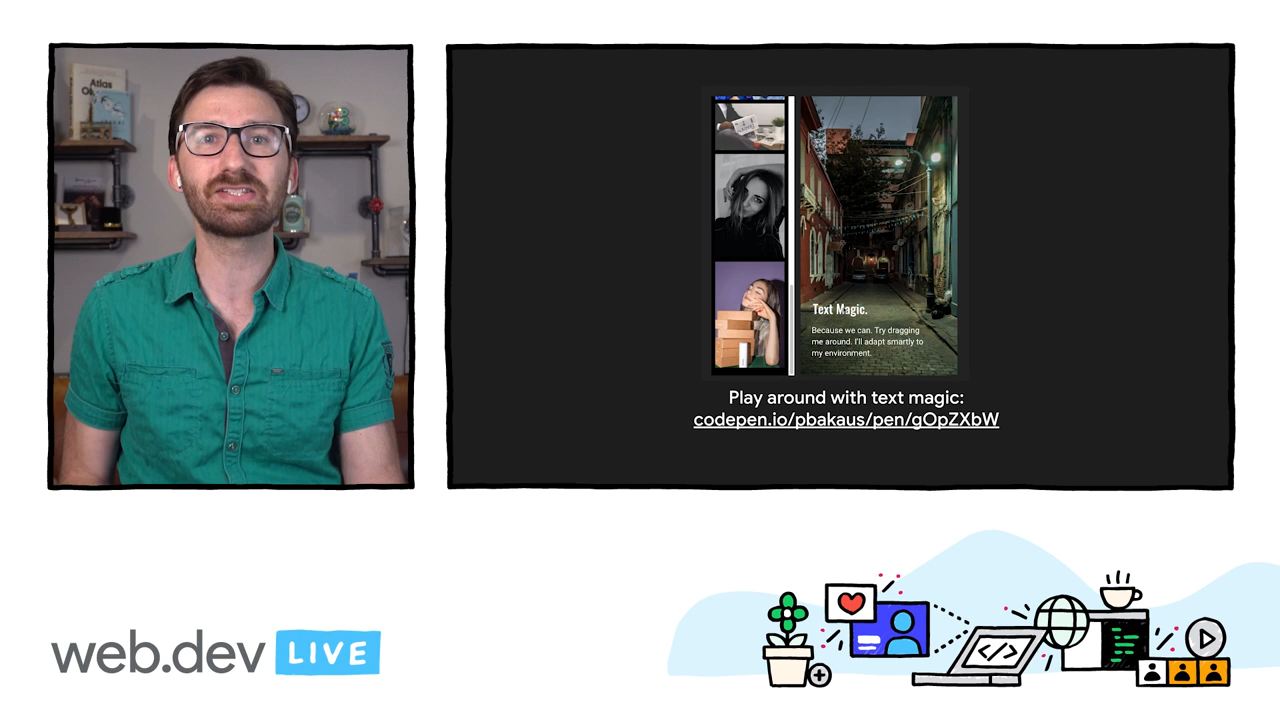 Atlas
Text Magic.
Because we can. Try dragging
me around. I'll adapt smartly to
my environment.
Play around with text magic:
codepen.io/pbakaus/pen/gOpZXbW
web.dev LIVE